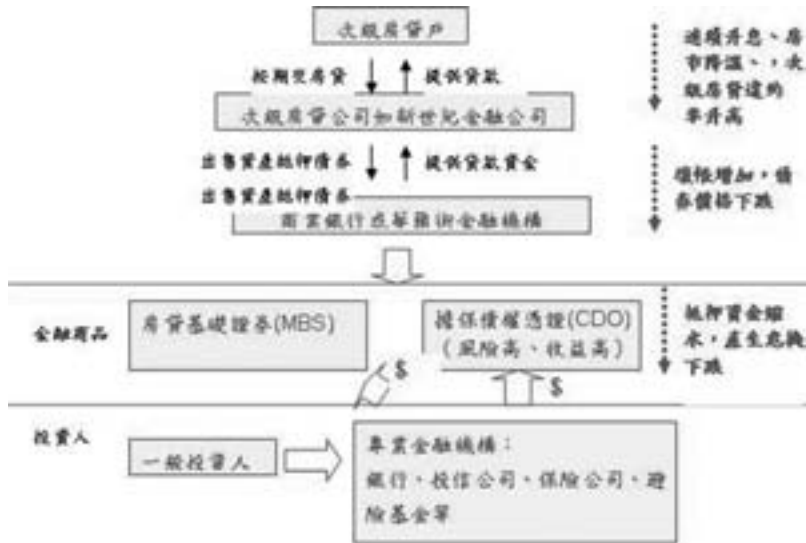 次級房貸戶
按期至房貸
提供貸款
次級房貸公司如新世紀金融公司
出售資產抵押債券
提供貸款資金
出售資產抵押債券
商業銀行或華爾街金融機構
連續升息、房
市降溫、，次
級房貸違約
率升高
壞帳增加，債
券價格下跌
金融商品
房貸基礎證券(MBS)
擔保債權憑證(CDO)
（風險高、收益高）
抵押資金縮
水，產生危機
下跌
$
$
投資人
一般投資人
專業金融機構：
銀行、投信公司、保險公司、避
險基金等